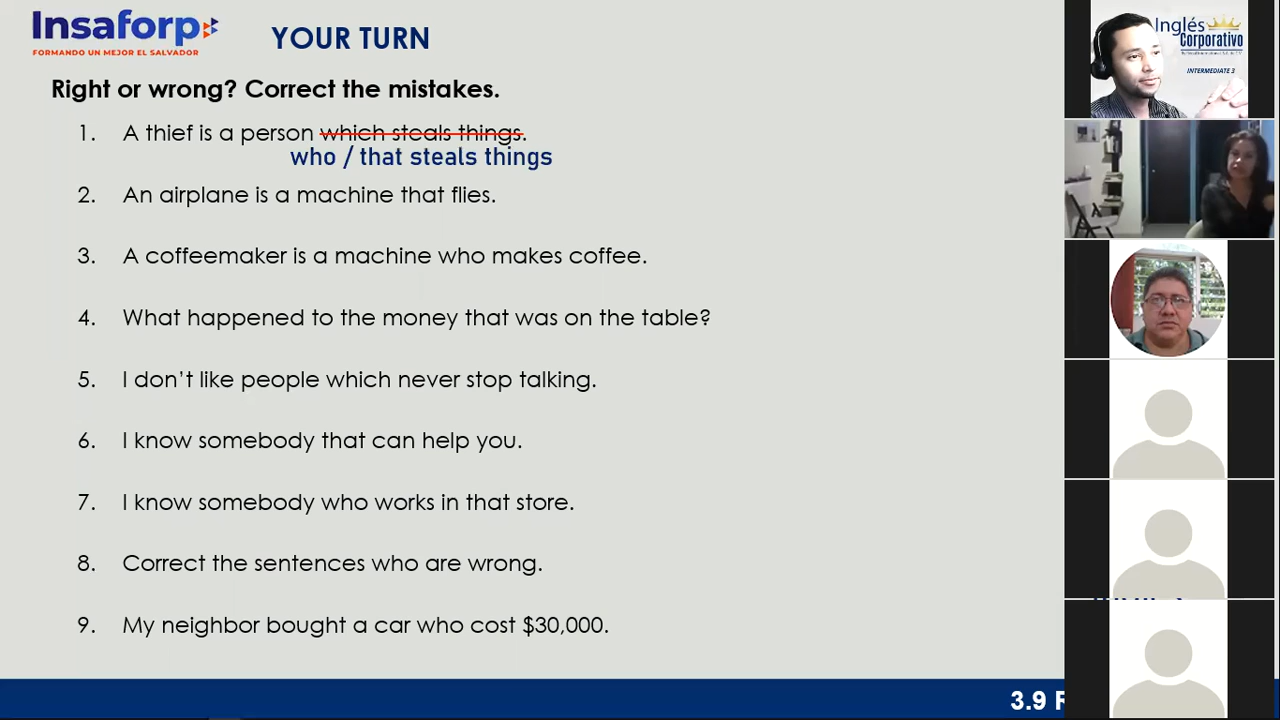 Insaforp
FORMANDO UN MEJOR EL SALVADOR
YOUR TURN
Right or wrong? Correct the mistakes.
1. A thief is a person which steals things.
who / that steals things
2. An airplane is a machine that flies.
3. A coffeemaker is a machine who makes coffee.
4. What happened to the money that was on the table?
5. I don't like people which never stop talking.
6. I know somebody that can help you.
7. I know somebody who works in that store.
8. Correct the sentences who are wrong.
9. My neighbor bought a car who cost $30,000.
3.9
Inglés
Corporativo
INTERMEDIATE 3